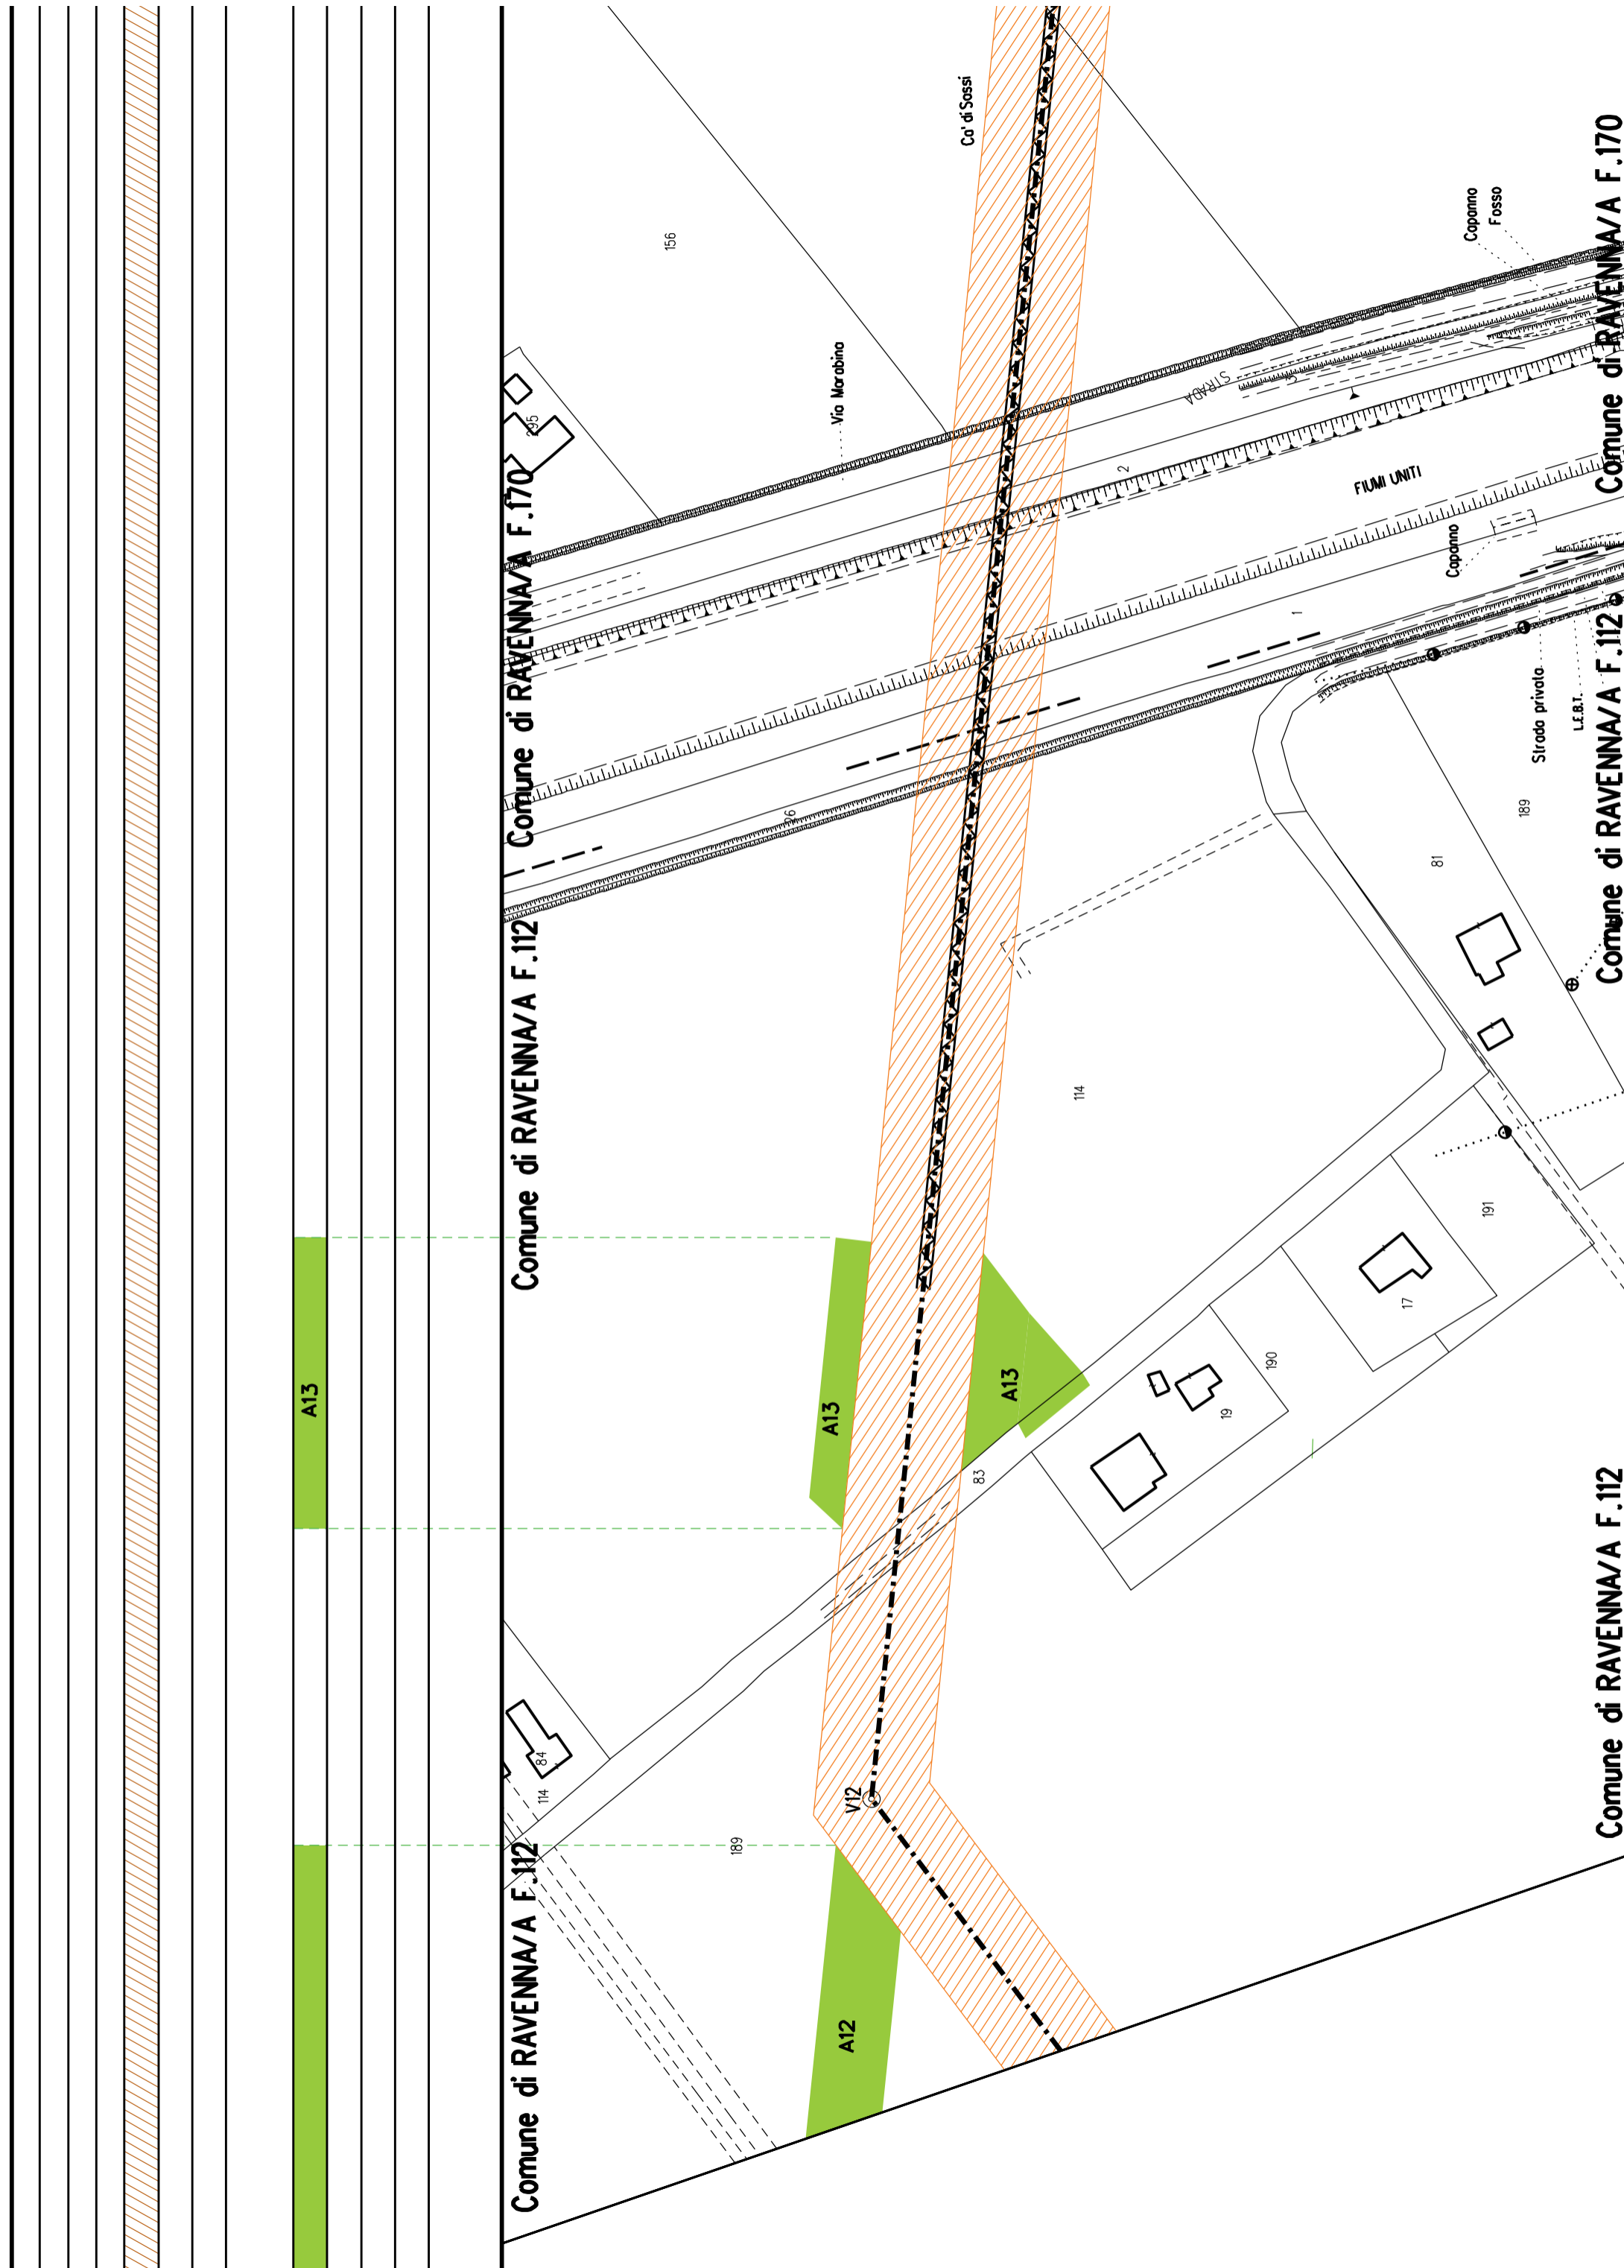 Ca' di Sassi
Comune di RAVENNA/A F.170
Capanno
Fosso
156
Via Marabina
STRADA
295
2
FIUMI UNITI
Comune di RAVENNA/A F.170
Capanno
1
Comune di RAVENNA/A F.112
Strada privata
L.E.B.T.
26
189
81
Comune di RAVENNA/A F.112
114
191
17
190
19
A13
A13
A13
83
84
114
V12
189
Comune di RAVENNA/A F.112
Comune di RAVENNA/A F.112
A12